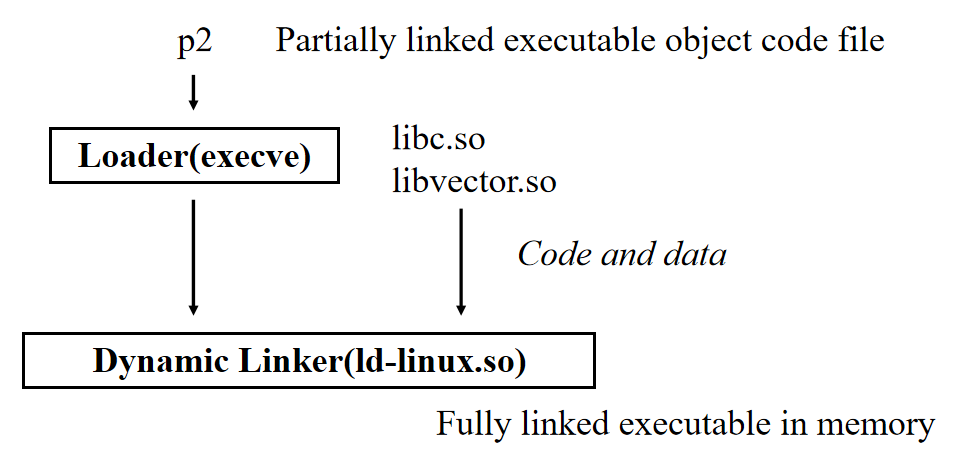 p2 Partially linked executable object code file
Loader(execve)
libc.so
libvector.so
Code and data
Dynamic Linker(ld-linux.so)
Fully linked executable in memory